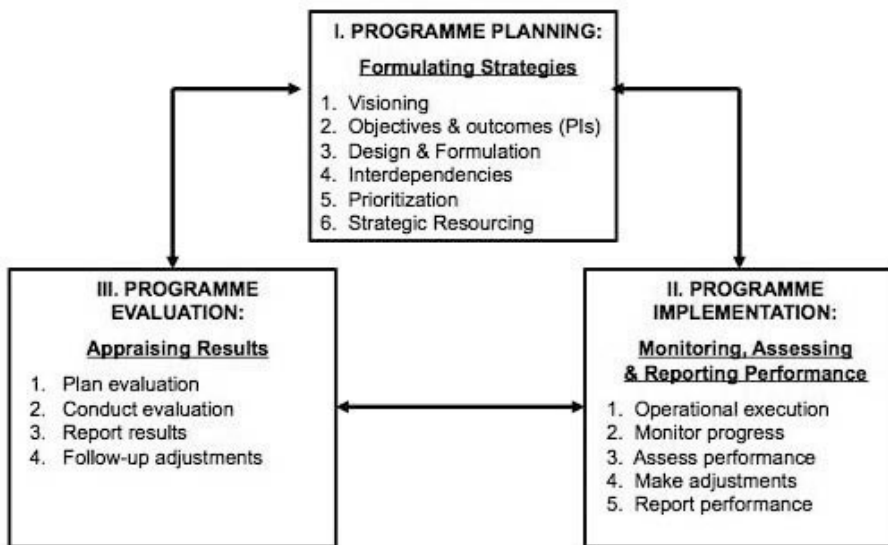 I. PROGRAMME PLANNING:
Formulating Strategies
1. Visioning
2. Objectives & outcomes (PIs)
3. Design & Formulation
4. Interdependencies
5. Prioritization
6. Strategic Resourcing
III. PROGRAMME
EVALUATION:
Appraising Results
1. Plan evaluation
2. Conduct evaluation
3. Report results
4. Follow-up adjustments
II. PROGRAMME
IMPLEMENTATION:
Monitoring, Assessing
& Reporting Performance
1. Operational execution
2. Monitor progress
3. Assess performance
4. Make adjustments
5. Report performance